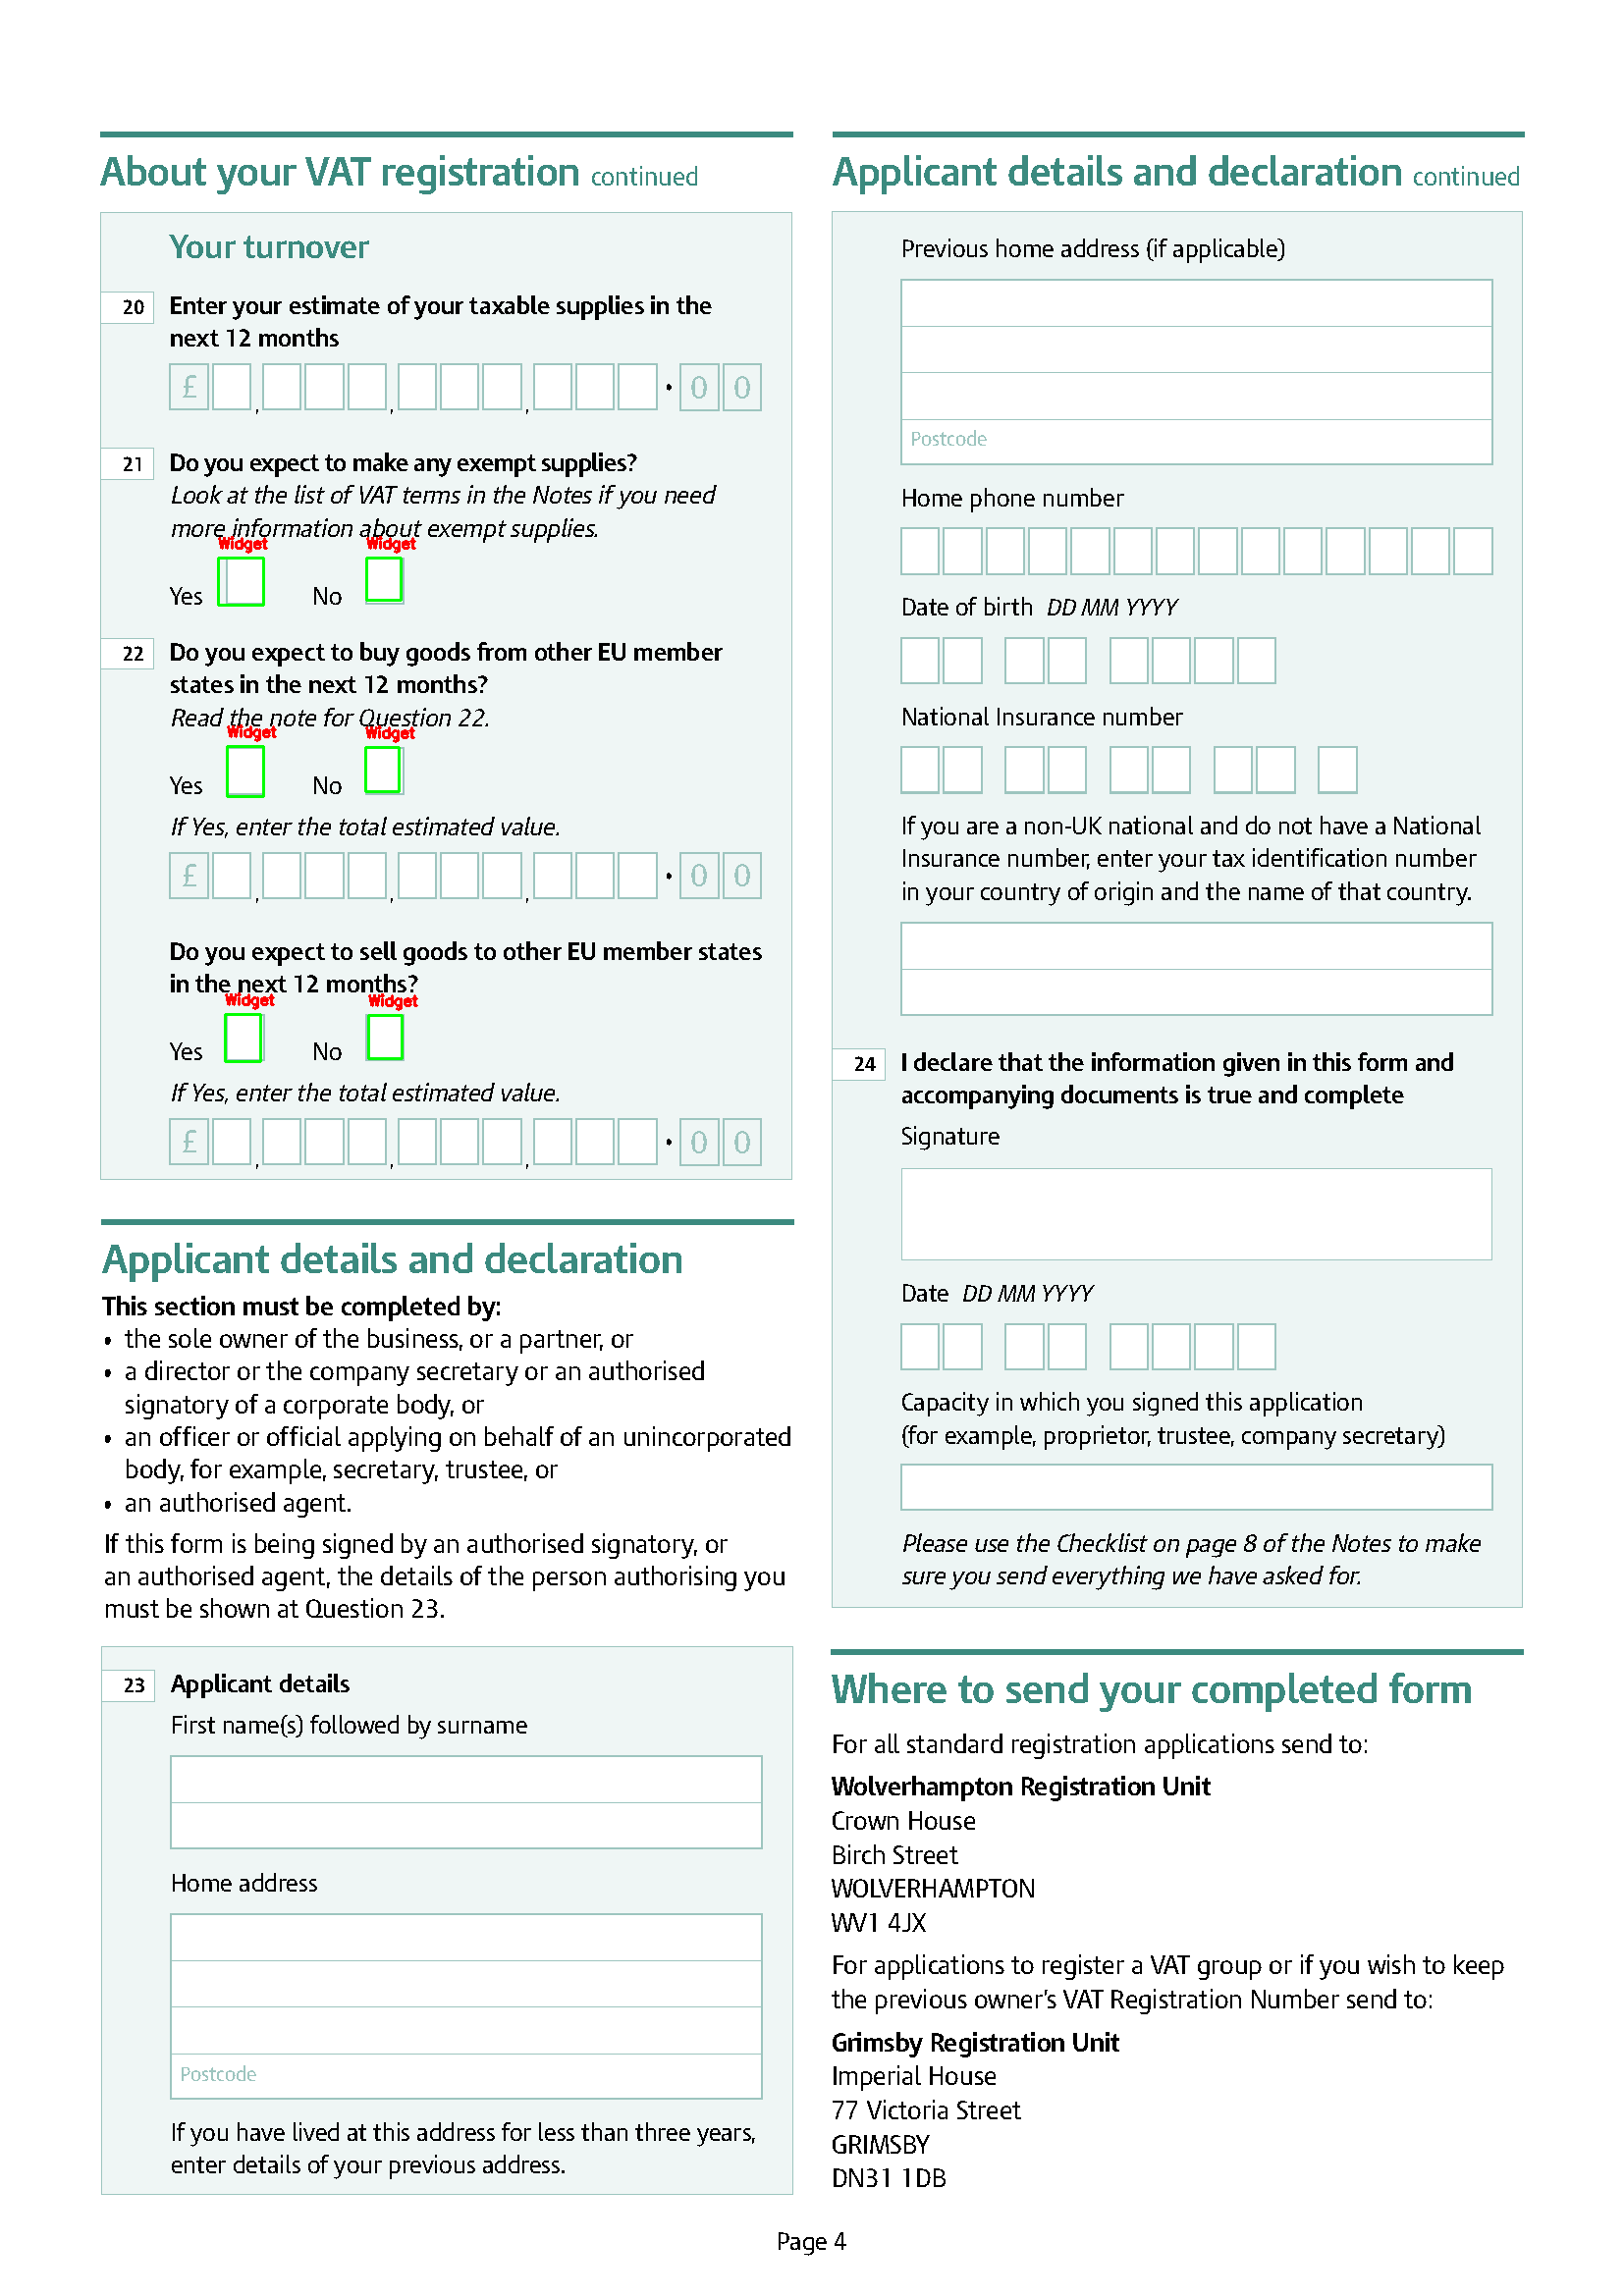 About your VAT registration continued
Your turnover
20 Enter your estimate of your taxable supplies in the
next 12 months
£ , , , • 0 0
21 Do you expect to make any exempt supplies?
Look at the list of VAT terms in the Notes if you need
more information about exempt supplies.
Widget Widget
Yes No
22 Do you expect to buy goods from other EU member
states in the next 12 months?
Read the note for Question 22.
Widget Widget
Yes No
If Yes, enter the total estimated value.
£ , , , • 0 0
Do you expect to sell goods to other EU member states
in the next 12 months?
Widget Widget
Yes No
If Yes, enter the total estimated value.
£ , , , • 0 0
Applicant details and declaration
This section must be completed by:
• the sole owner of the business, or a partner, or
• a director or the company secretary or an authorised
signatory of a corporate body, or
• an officer or official applying on behalf of an unincorporated
body, for example, secretary, trustee, or
• an authorised agent.
If this form is being signed by an authorised signatory, or
an authorised agent, the details of the person authorising you
must be shown at Question 23.
23 Applicant details
First name(s) followed by surname
Home address
Postcode
If you have lived at this address for less than three years,
enter details of your previous address.
Applicant details and declaration continued
Previous home address (if applicable)
Postcode
Home phone number
Date of birth DD MM YYYY
National Insurance number
If you are a non-UK national and do not have a National
Insurance number, enter your tax identification number
in your country of origin and the name of that country.
24 I declare that the information given in this form and
accompanying documents is true and complete
Signature
Date DD MM YYYY
Capacity in which you signed this application
(for example, proprietor, trustee, company secretary)
Please use the Checklist on page 8 of the Notes to make
sure you send everything we have asked for.
Where to send your completed form
For all standard registration applications send to:
Wolverhampton Registration Unit
Crown House
Birch Street
WOLVERHAMPTON
WV1 4JX
For applications to register a VAT group or if you wish to keep
the previous owner's VAT Registration Number send to:
Grimsby Registration Unit
Imperial House
77 Victoria Street
GRIMSBY
DN31 1DB
Page 4